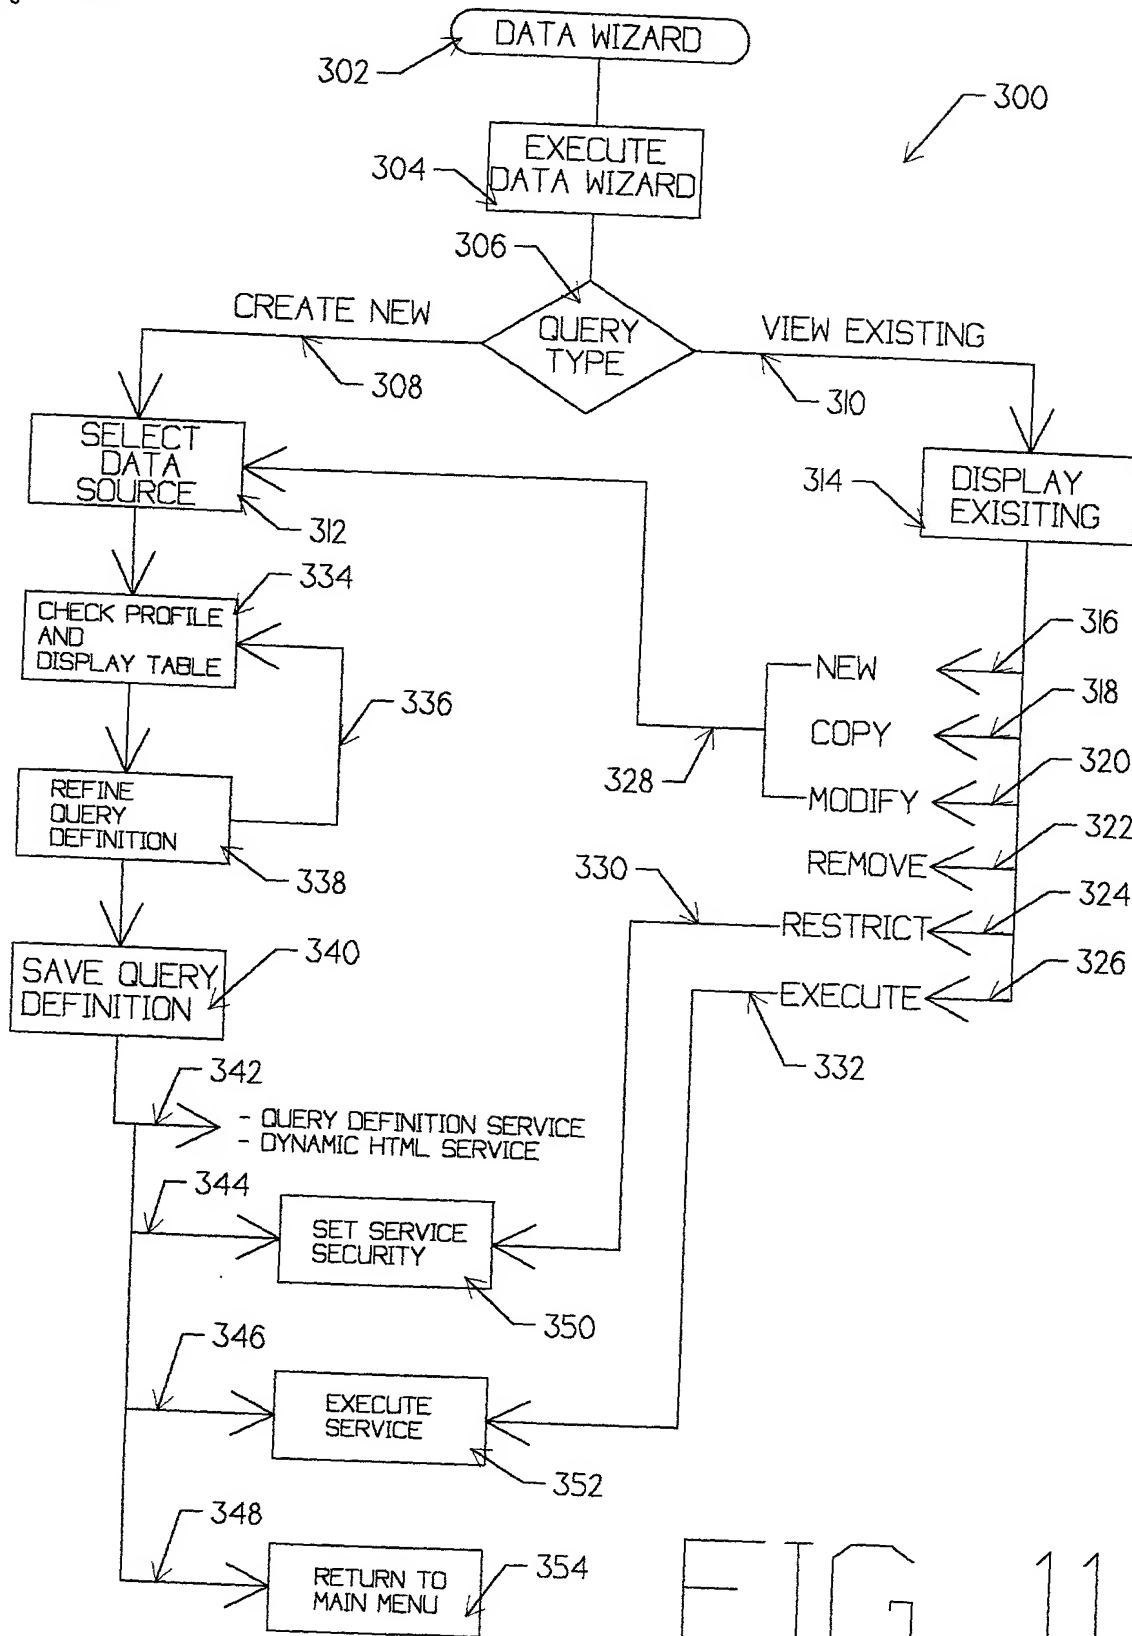 DATA WIZARD
302
300
EXECUTE
DATA WIZARD
304
306
QUERY
TYPE
CREATE NEW
308
VIEW EXISTING
310
SELECT
DATA
SOURCE
312
314
DISPLAY
EXISITING
334
CHECK PROFILE
AND
DISPLAY TABLE
336
316
NEW
318
COPY
320
MODIFY
328
322
REMOVE
324
RESTRICT
330
326
EXECUTE
332
REFINE
QUERY
DEFINITION
338
SAVE QUERY
DEFINITION
340
342
- QUERY DEFINITION SERVICE
- DYNAMIC HTML SERVICE
344
SET SERVICE
SECURITY
350
346
EXECUTE
SERVICE
352
348
RETURN TO
MAIN MENU
354
FIG 11